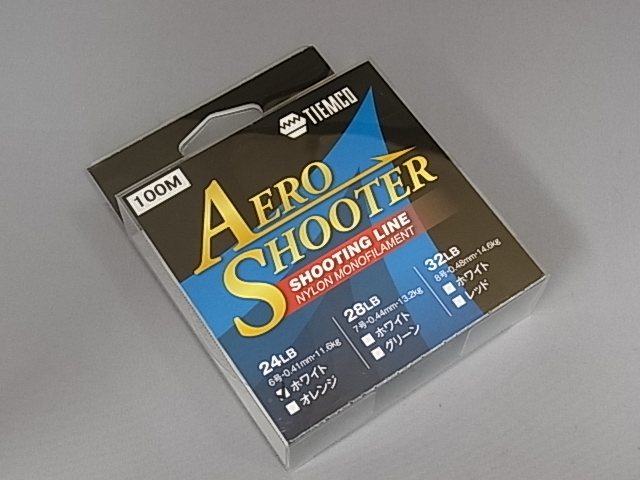 TIEMCO
100M
AERO
SHOOTER
SHOOTING LINE
NYLON MONOFILAMENT
24LB
6号-0.41mm-11.6kg
ホワイト
オレンジ
28LB
7号-0.44mm-13.2kg
ホワイト
グリーン
32LB
8号-0.48mm-14.6kg
ホワイト
レッド